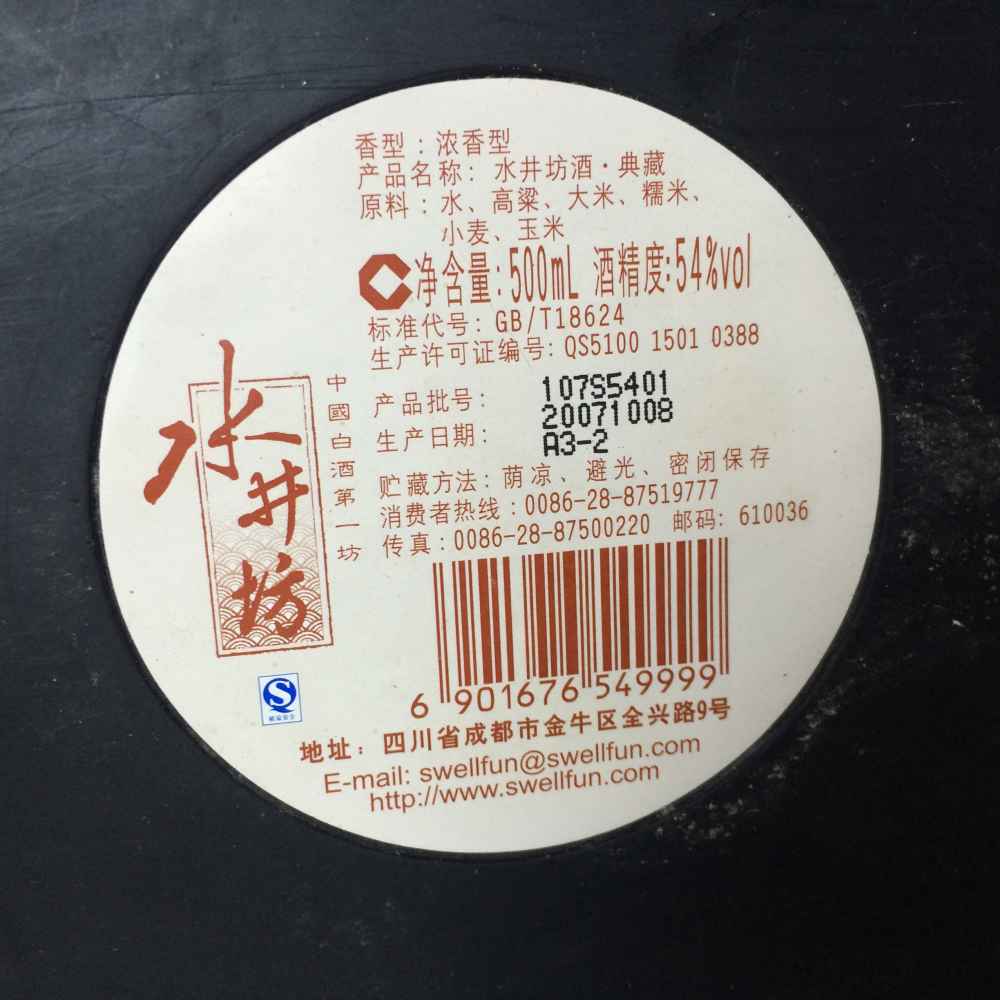 香型：浓香型
产品名称：水井坊酒·典藏
原料：水、高粱、大米、糯米、
小麦、玉米
净含量:500mL 酒精度:54%vol
标准代号：GB/T18624
生产许可证编号：QS5100 1501 0388
产品批号： 107S5401
20071008
生产日期： A3-2
贮藏方法：荫凉、避光、密闭保存
消费者热线：0086-28-87519777
传真：0086-28-87500220 邮码：610036
水井坊
中國白酒第一坊
6 901676 549999
地址：四川省成都市金牛区全兴路9号
E-mail: swellfun@swellfun.com
http://www.swellfun.com